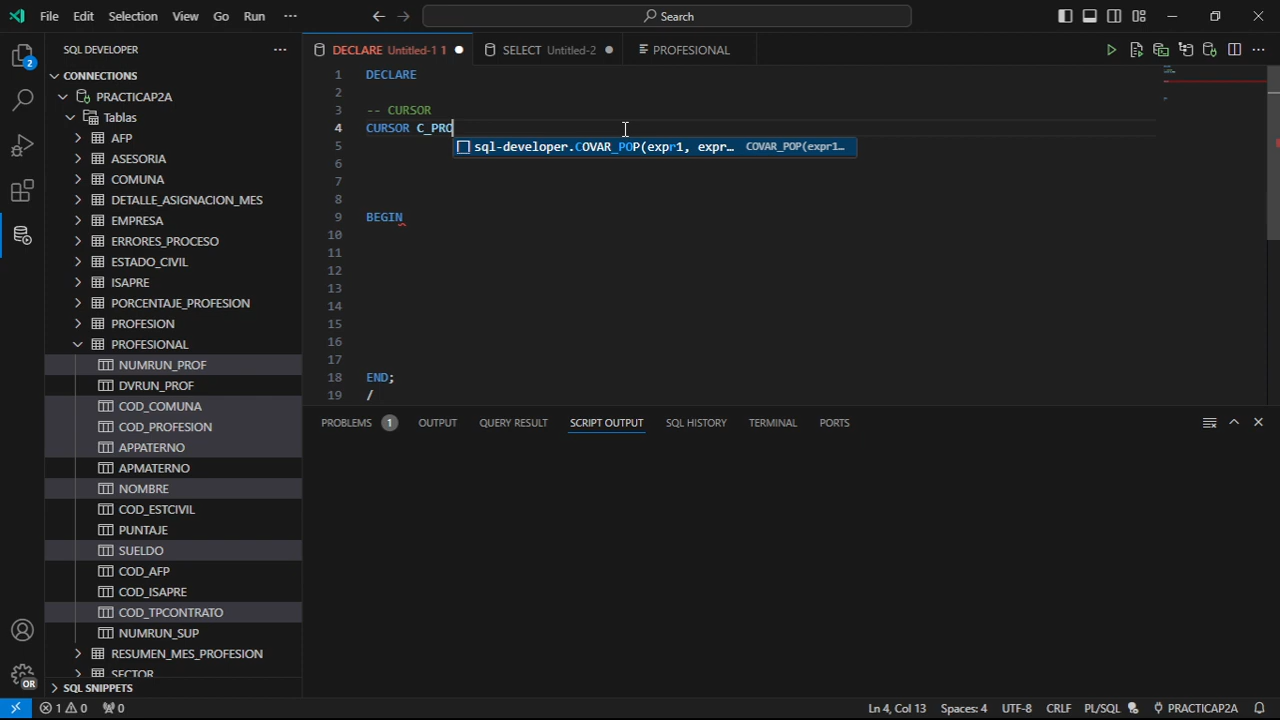 File Edit Selection View Go Run ··· Search
SQL DEVELOPER ···
CONNECTIONS
PRACTICAP2A
Tablas
AFP
ASESORIA
COMUNA
DETALLE_ASIGNACION_MES
EMPRESA
ERRORES_PROCESO
ESTADO_CIVIL
ISAPRE
PORCENTAJE_PROFESION
PROFESION
PROFESIONAL
NUMRUN_PROF
DVRUN_PROF
COD_COMUNA
COD_PROFESION
APPATERNO
APMATERNO
NOMBRE
COD_ESTCIVIL
PUNTAJE
SUELDO
COD_AFP
COD_ISAPRE
COD_TPCONTRATO
NUMRUN_SUP
RESUMEN_MES_PROFESION
SECTOR
SQL SNIPPETS
2
OR
DECLARE Untitled-1 1 SELECT Untitled-2 PROFESIONAL
1 DECLARE
2
3 -- CURSOR
4 CURSOR C_PRO
sql-developer.COVAR_POP(expr1, expr… COVAR_POP(expr1…
5
6
7
8
9 BEGIN
10
11
12
13
14
15
16
17
18 END;
19 /
PROBLEMS 1 OUTPUT QUERY RESULT SCRIPT OUTPUT SQL HISTORY TERMINAL PORTS
1 0 0 Ln 4, Col 13 Spaces: 4 UTF-8 CRLF PL/SQL PRACTICAP2A